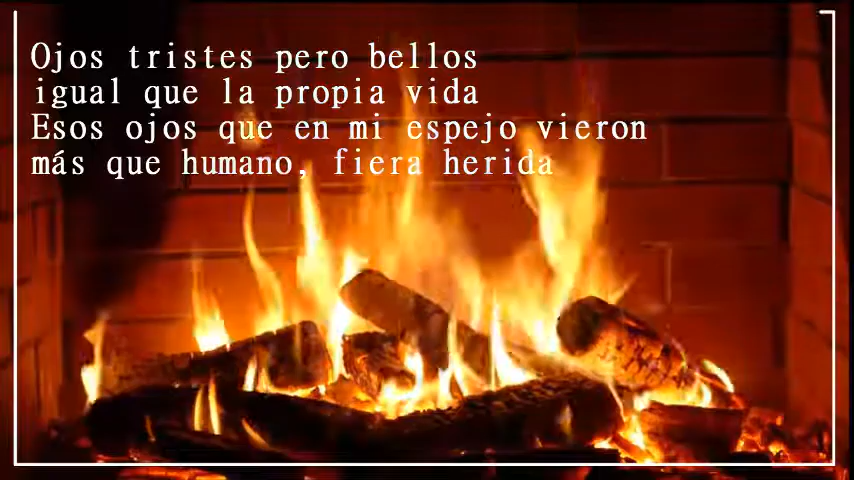 Ojos tristes pero bellos
igual que la propia vida
Esos ojos que en mi espejo vieron
más que humano, fiera herida